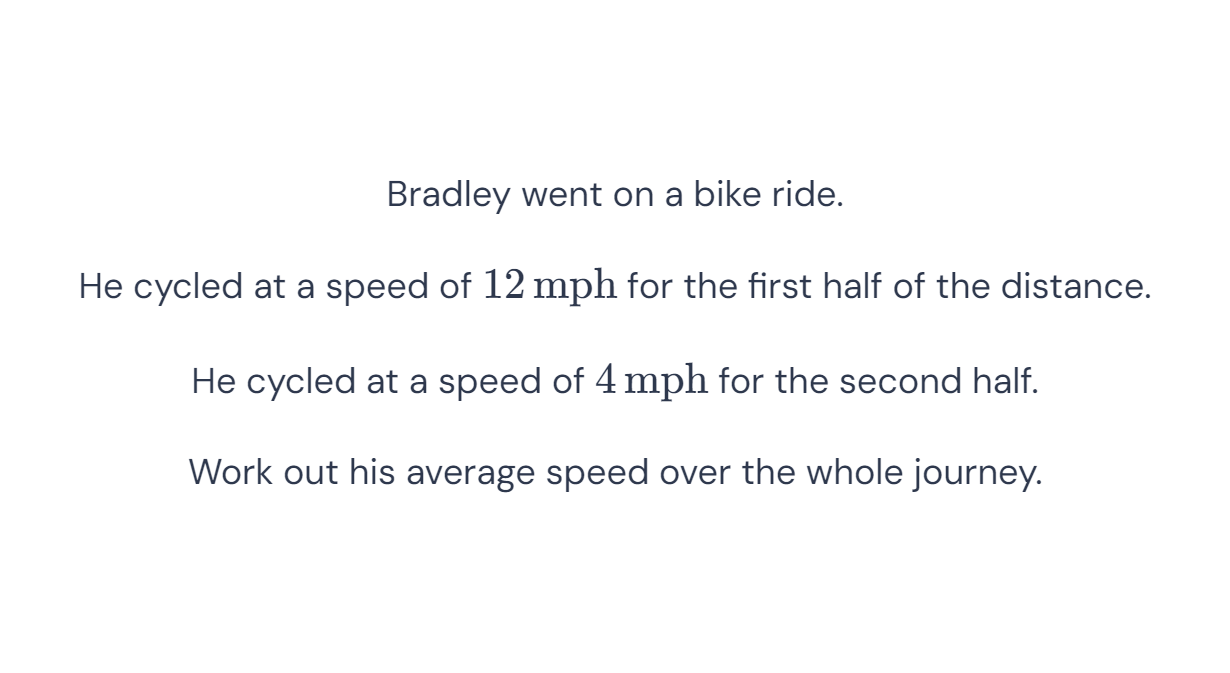 Bradley went on a bike ride.
He cycled at a speed of 12 mph for the first half of the distance.
He cycled at a speed of 4 mph for the second half.
Work out his average speed over the whole journey.